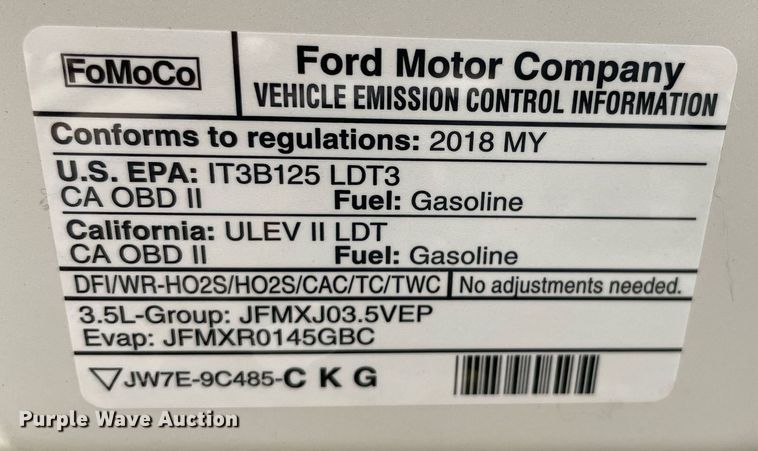 FoMoCo
Ford Motor Company
VEHICLE EMISSION CONTROL INFORMATION
Conforms to regulations: 2018 MY
U.S. EPA: IT3B125 LDT3
CA OBD II Fuel: Gasoline
California: ULEV II LDT
CA OBD II Fuel: Gasoline
DFI/WR-HO2S/HO2S/CAC/TC/TWC No adjustments needed.
3.5L-Group: JFMXJ03.5VEP
Evap: JFMXR0145GBC
JW7E-9C485-C K G
Purple Wave Auction